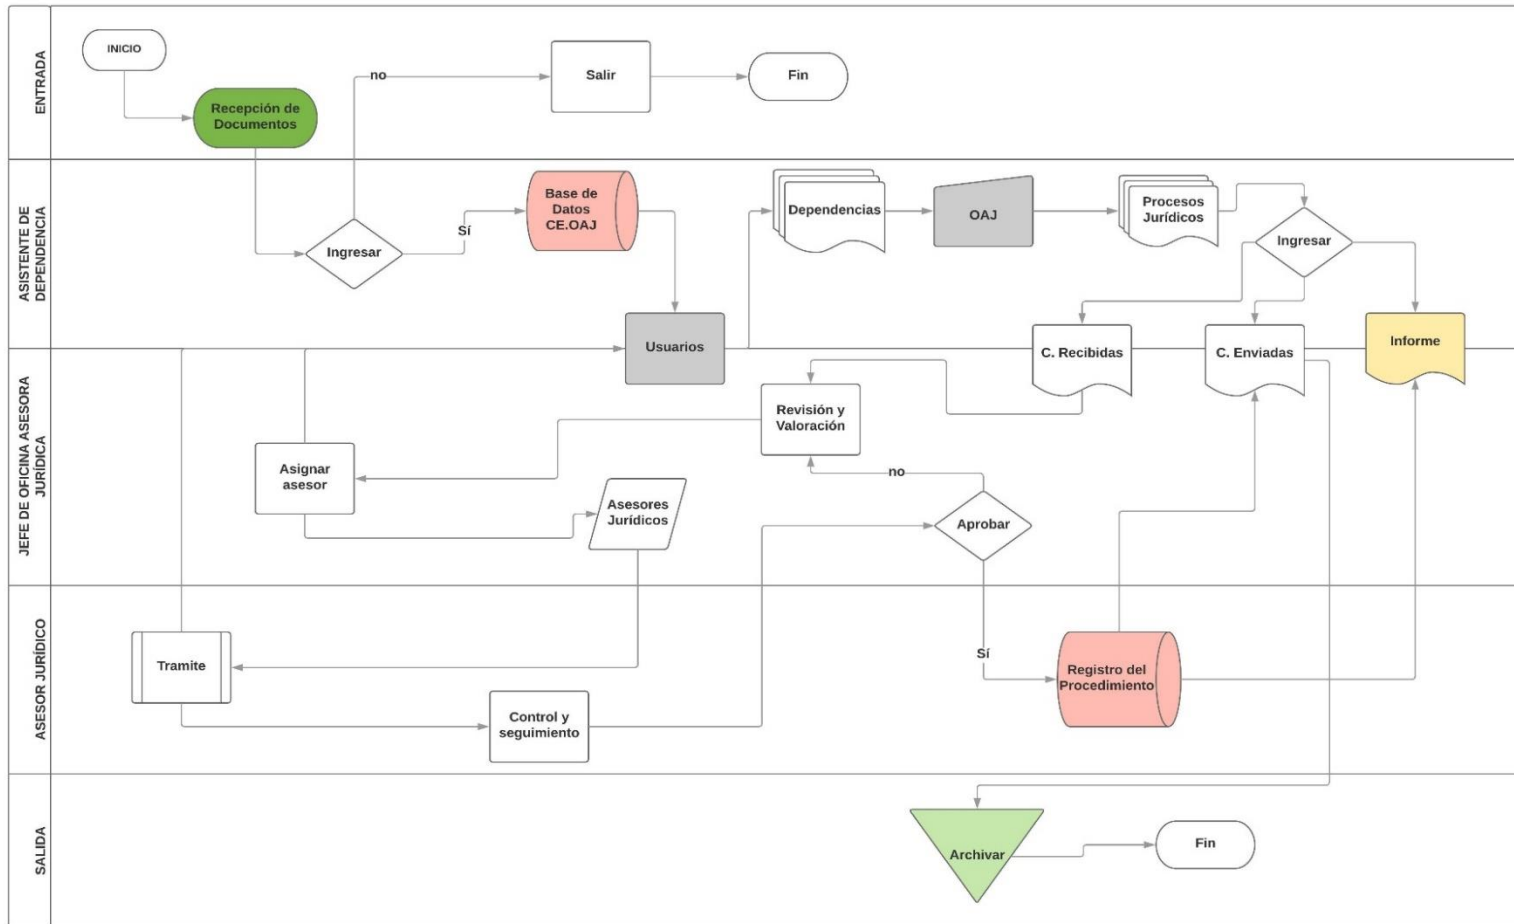 ENTRADA
INICIO
Recepción de
Documentos
no
Salir
Fin
ASISTENTE DE
DEPENDENCIA
Ingresar
Sí
Base de
Datos
CE.OAJ
Dependencias
OAJ
Procesos
Jurídicos
Ingresar
Usuarios
C. Recibidas
C. Enviadas
Informe
JEFE DE OFICINA ASESORA
JURÍDICA
Revisión y
Valoración
Asignar
asesor
Asesores
Jurídicos
no
Aprobar
ASESOR JURÍDICO
Tramite
Control y
seguimiento
Sí
Registro del
Procedimiento
SALIDA
Archivar
Fin